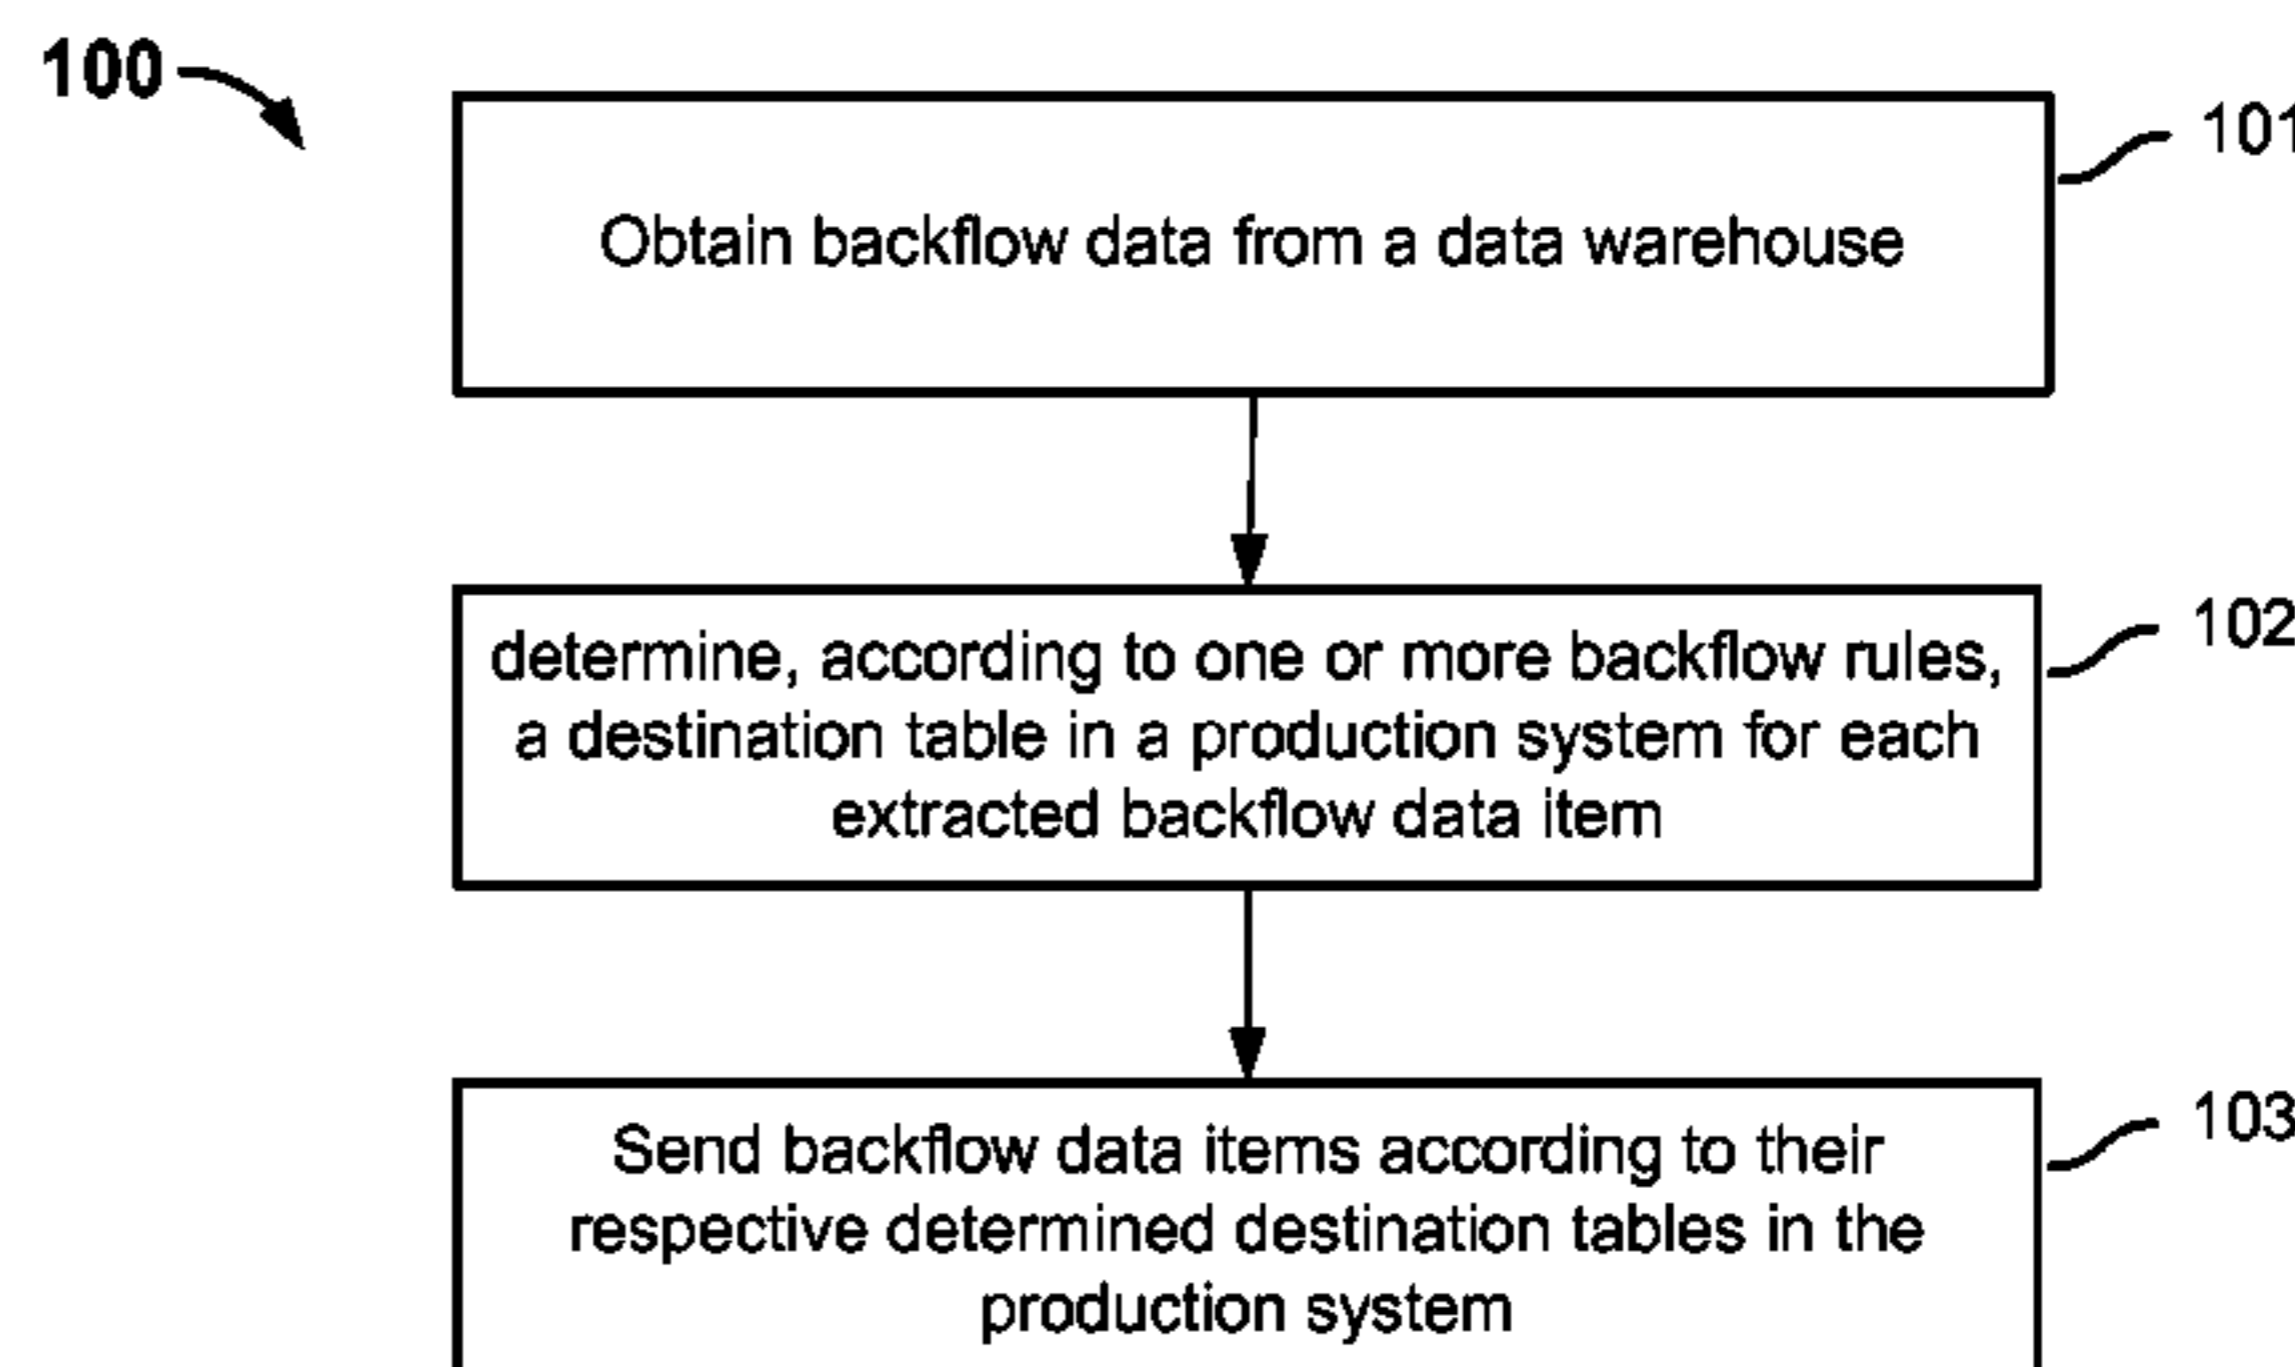 100
101
Obtain backflow data from a data warehouse
102
determine, according to one or more backflow rules,
a destination table in a production system for each
extracted backflow data item
103
Send backflow data items according to their
respective determined destination tables in the
production system